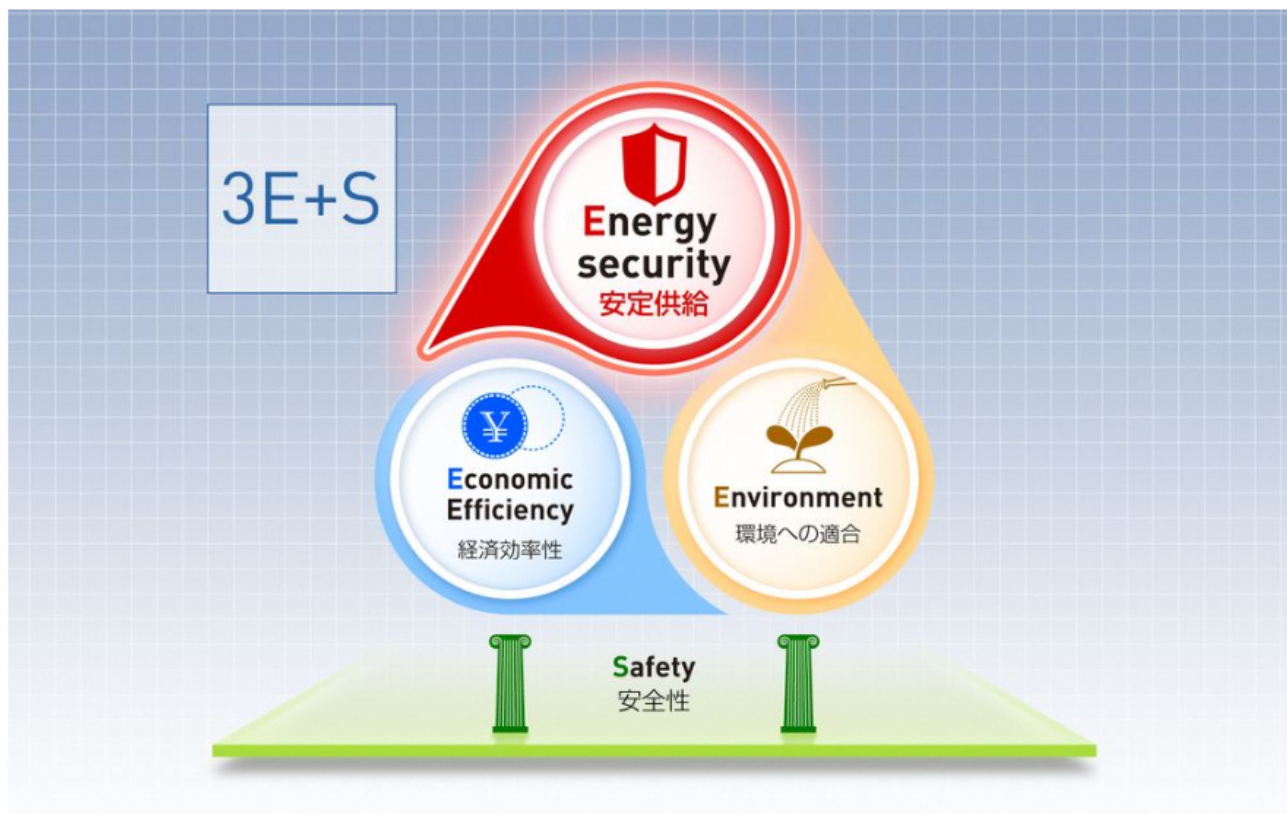 3E+S
Energy
security
安定供給
¥
Economic
Efficiency
経済効率性
Environment
環境への適合
Safety
安全性